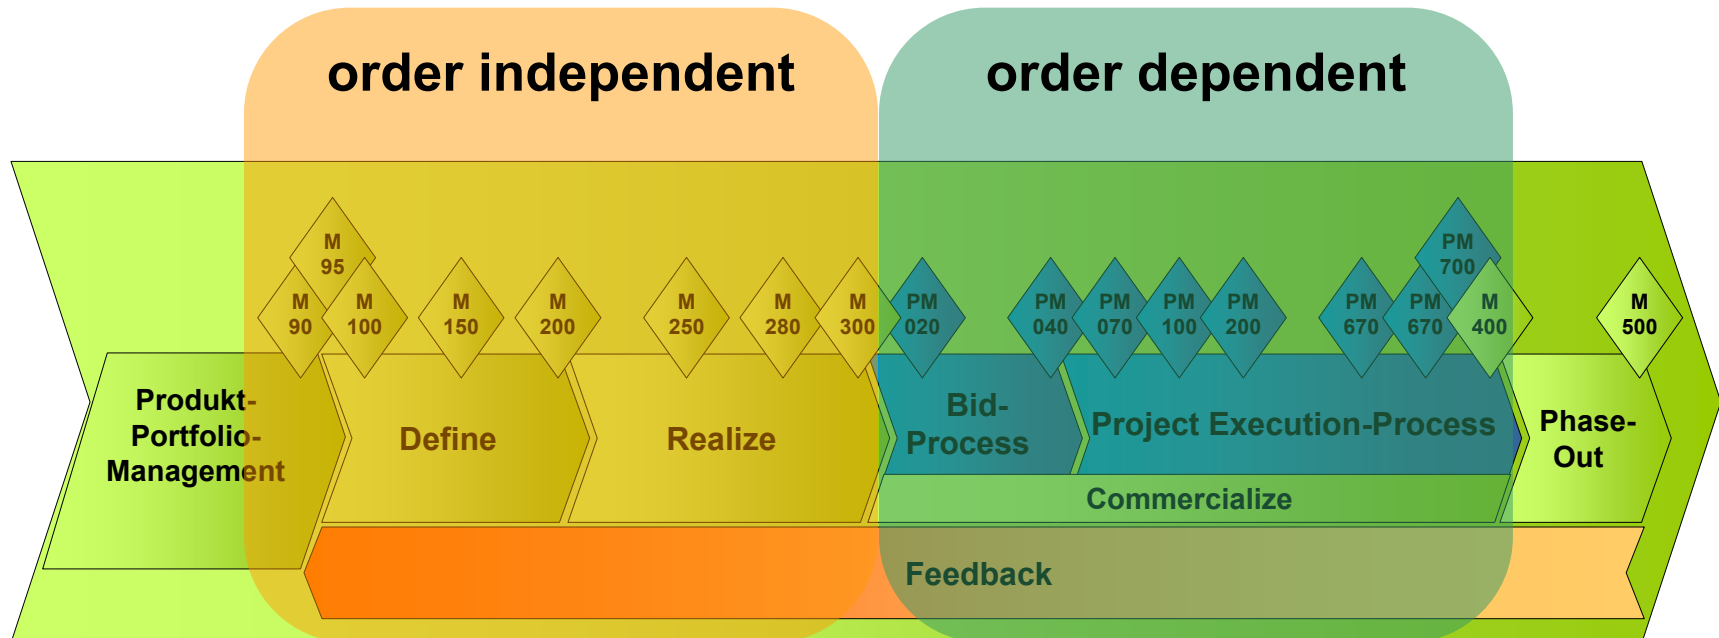 order independent
order dependent
M
95
PM
700
M
90
M
100
M
150
M
200
M
250
M
280
M
300
PM
020
PM
040
PM
070
PM
100
PM
200
PM
670
PM
670
M
400
M
500
Produkt-
Portfolio-
Management
Define
Realize
Bid-
Process
Project Execution-Process
Phase-
Out
Commercialize
Feedback